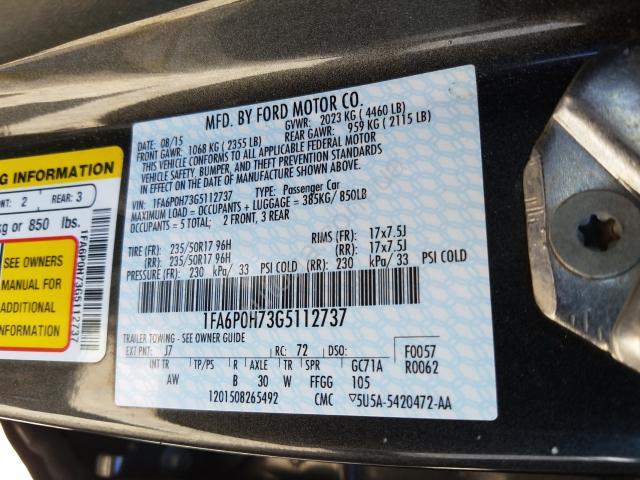 MFD. BY FORD MOTOR CO.
DATE: 08/15 GVWR: 2023 KG ( 4460 LB)
FRONT GAWR: 1068 KG ( 2355 LB) REAR GAWR: 959 KG ( 2115 LB)
THIS VEHICLE CONFORMS TO ALL APPLICABLE FEDERAL MOTOR
VEHICLE SAFETY, BUMPER, AND THEFT PREVENTION STANDARDS
IN EFFECT ON THE DATE OF MANUFACTURE SHOWN ABOVE.
VIN: 1FA6P0H73G5112737 TYPE: Passenger Car
MAXIMUM LOAD = OCCUPANTS + LUGGAGE = 385KG/ 850LB
OCCUPANTS = 5 TOTAL; 2 FRONT, 3 REAR
TIRE (FR): 235/50R17 96H RIMS (FR): 17x7.5J
(RR): 235/50R17 96H (RR): 17x7.5J
PRESSURE (FR): 230 kPa/ 33 PSI COLD (RR): 230 kPa/ 33 PSI COLD
1FA6P0H73G5112737
TRAILER TOWING - SEE OWNER GUIDE
EXT PNT: J7 RC: 72 DSO: F0057
INT TR TP/PS R AXLE TR SPR GC71A R0062
AW B 30 W FFGG 105
1201508265492 CMC ▽5U5A-5420472-AA
NG INFORMATION
NT: 2 REAR: 3
kg or 850 lbs.
SEE OWNERS
MANUAL FOR
ADDITIONAL
INFORMATION
1FA6P0H73G5112737